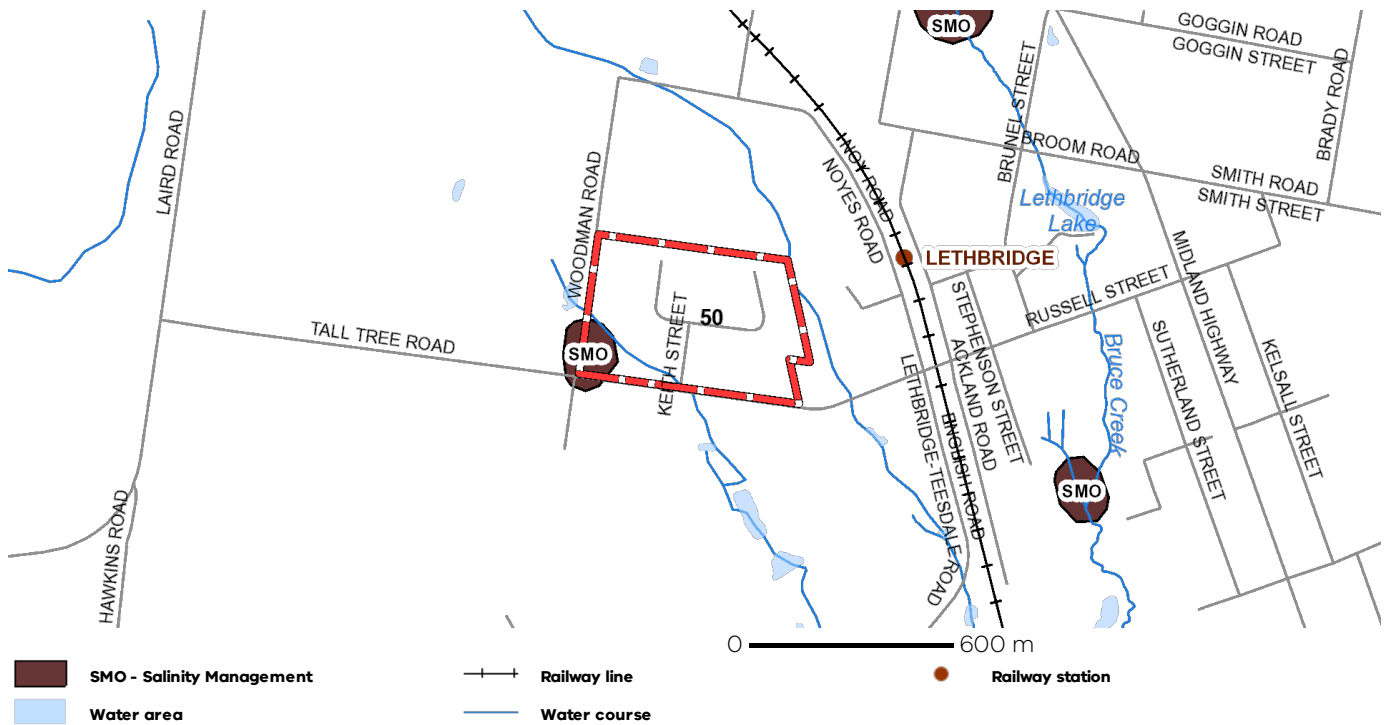 SMO
GOGGIN ROAD
GOGGIN STREET
BRADY ROAD
BRUNEL STREET
BROOM ROAD
SMITH ROAD
SMITH STREET
LAIRD ROAD
WOODMAN ROAD
NOY ROAD
NOYES ROAD
Lethbridge
Lake
LETHBRIDGE
MIDLAND HIGHWAY
RUSSELL STREET
STEPHENSON STREET
ACKLAND ROAD
SUTHERLAND STREET
KELSALL STREET
Bruce Creek
TALL TREE ROAD
SMO
KEITH STREET
50
LETHBRIDGE-TEESDALE ROAD
ENGLISH ROAD
SMO
HAWKINS ROAD
0 600 m
SMO - Salinity Management
Railway line
Railway station
Water area
Water course